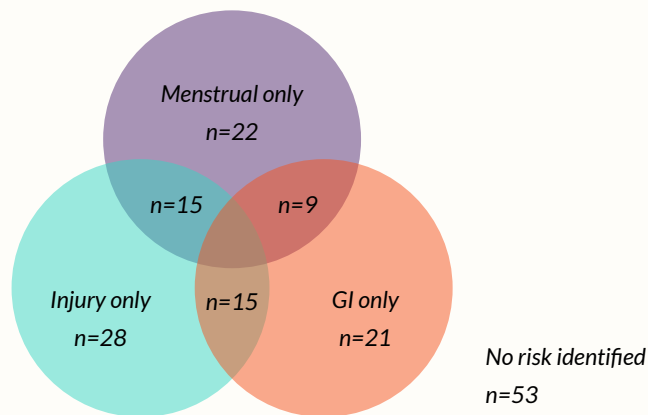 Menstrual only
n=22
n=15
n=9
Injury only
n=28
n=15
GI only
n=21
No risk identified
n=53